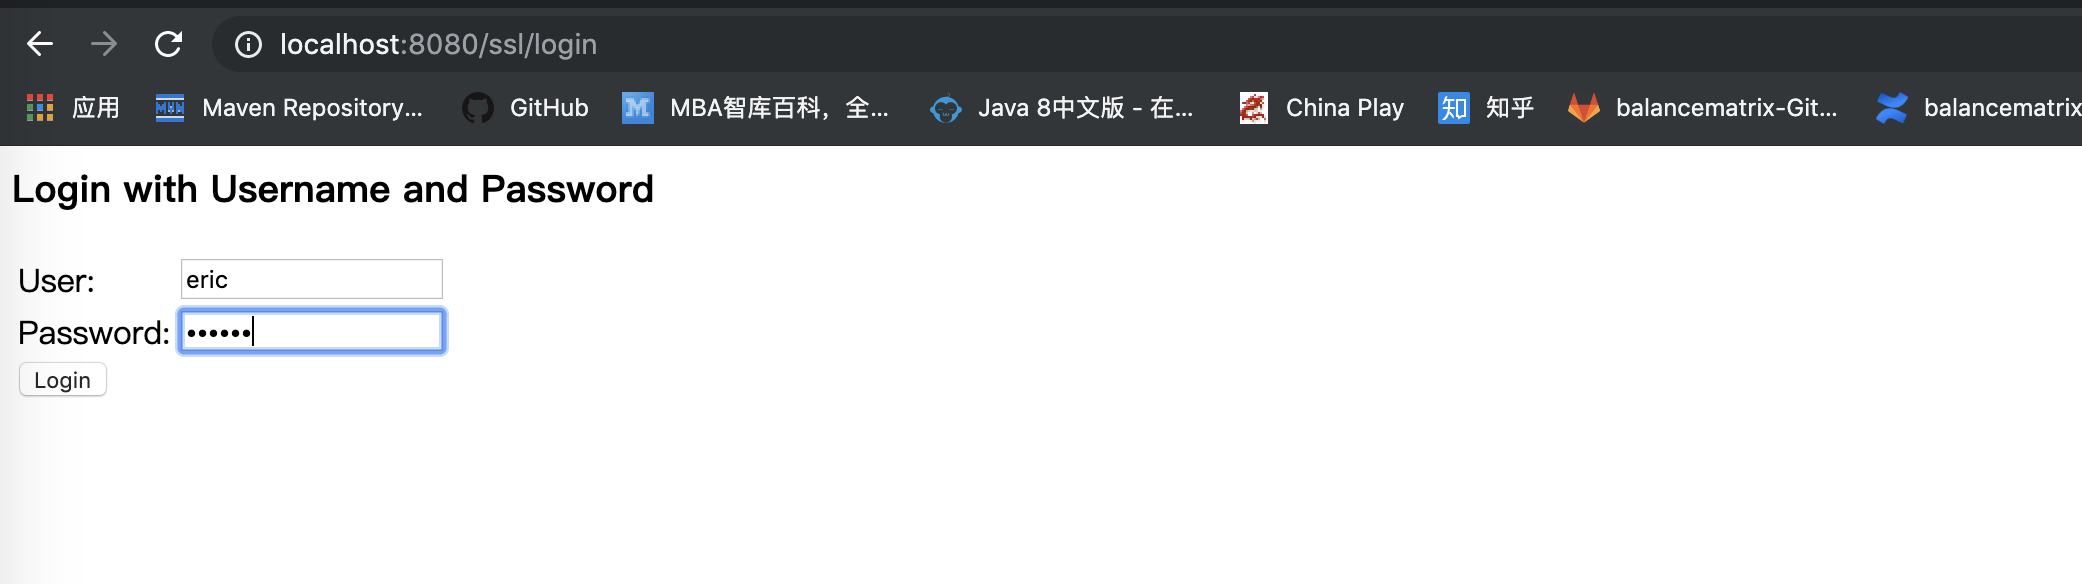 localhost:8080/ssl/login
应用 Maven Repository... GitHub M MBA智库百科，全... Java 8中文版 - 在... China Play 知 知乎 balancematrix-Git... balancematrix
Login with Username and Password
User: eric
Password: ••••••
Login